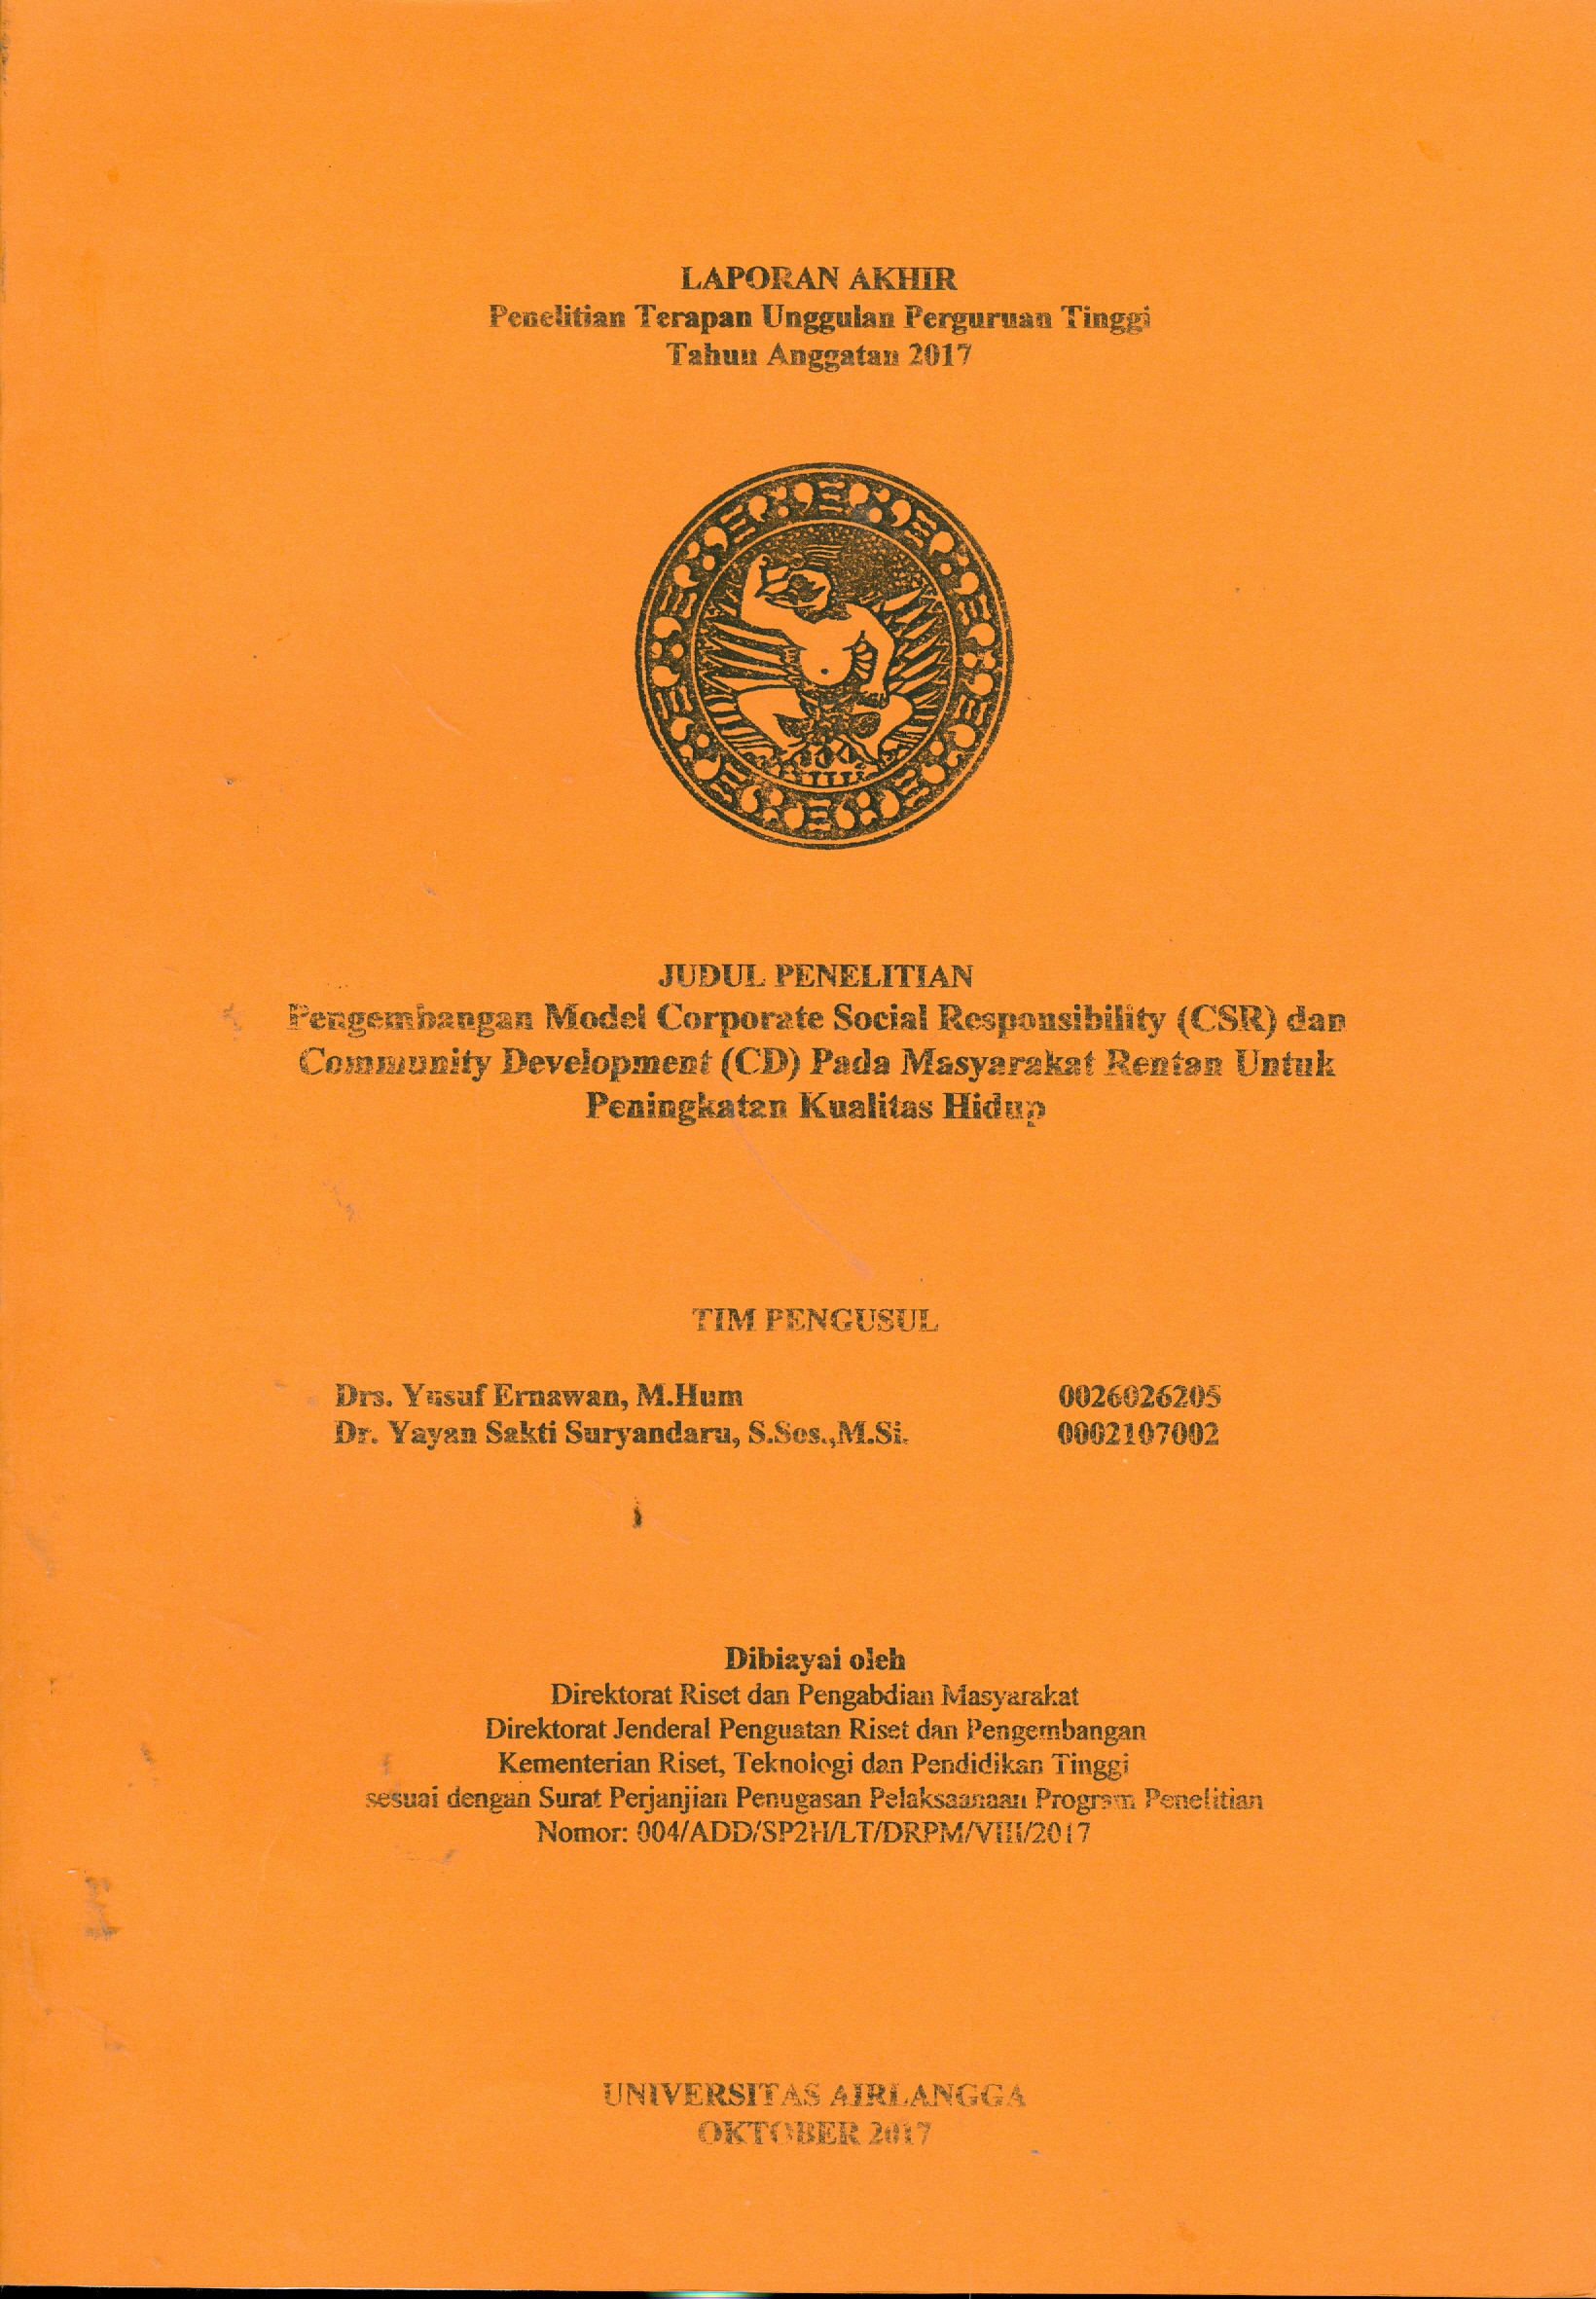 LAPORAN AKHIR
Penelitian Terapan Unggulan Perguruan Tinggi
Tahun Anggatan 2017
JUDUL PENELITIAN
Pengembangan Model Corporate Social Responsibility (CSR) dan
Community Development (CD) Pada Masyarakat Rentan Untuk
Peningkatan Kualitas Hidup
TIM PENGUSUL
Drs. Yusuf Ernawan, M.Hum 0026026205
Dr. Yayan Sakti Suryandaru, S.Sos.,M.Si. 0002107002
Dibiayai oleh
Direktorat Riset dan Pengabdian Masyarakat
Direktorat Jenderal Penguatan Riset dan Pengembangan
Kementerian Riset, Teknologi dan Pendidikan Tinggi
sesuai dengan Surat Perjanjian Penugasan Pelaksaanaan Program Penelitian
Nomor: 004/ADD/SP2H/LT/DRPM/VIII/2017
UNIVERSITAS AIRLANGGA
OKTOBER 2017